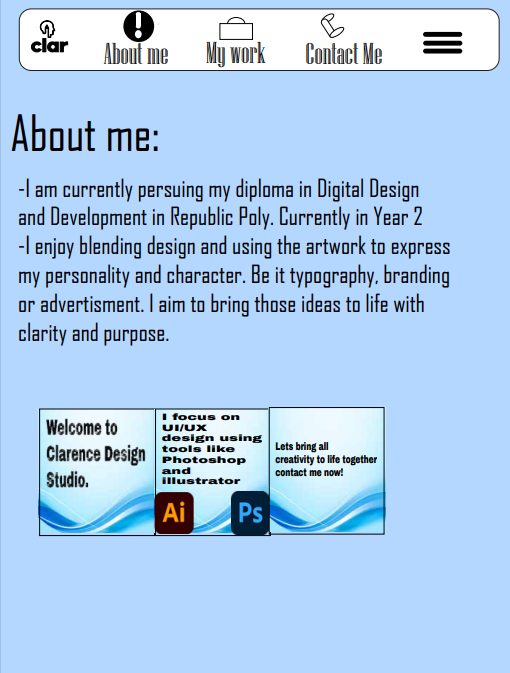 clar
About me
My work
Contact Me
About me:
-I am currently persuing my diploma in Digital Design
and Development in Republic Poly. Currently in Year 2
-I enjoy blending design and using the artwork to express
my personality and character. Be it typography, branding
or advertisment. I aim to bring those ideas to life with
clarity and purpose.
Welcome to
Clarence Design
Studio.
I focus on
UI/UX
design using
tools like
Photoshop
and
illustrator
Ai
Ps
Lets bring all
creativity to life together
contact me now!